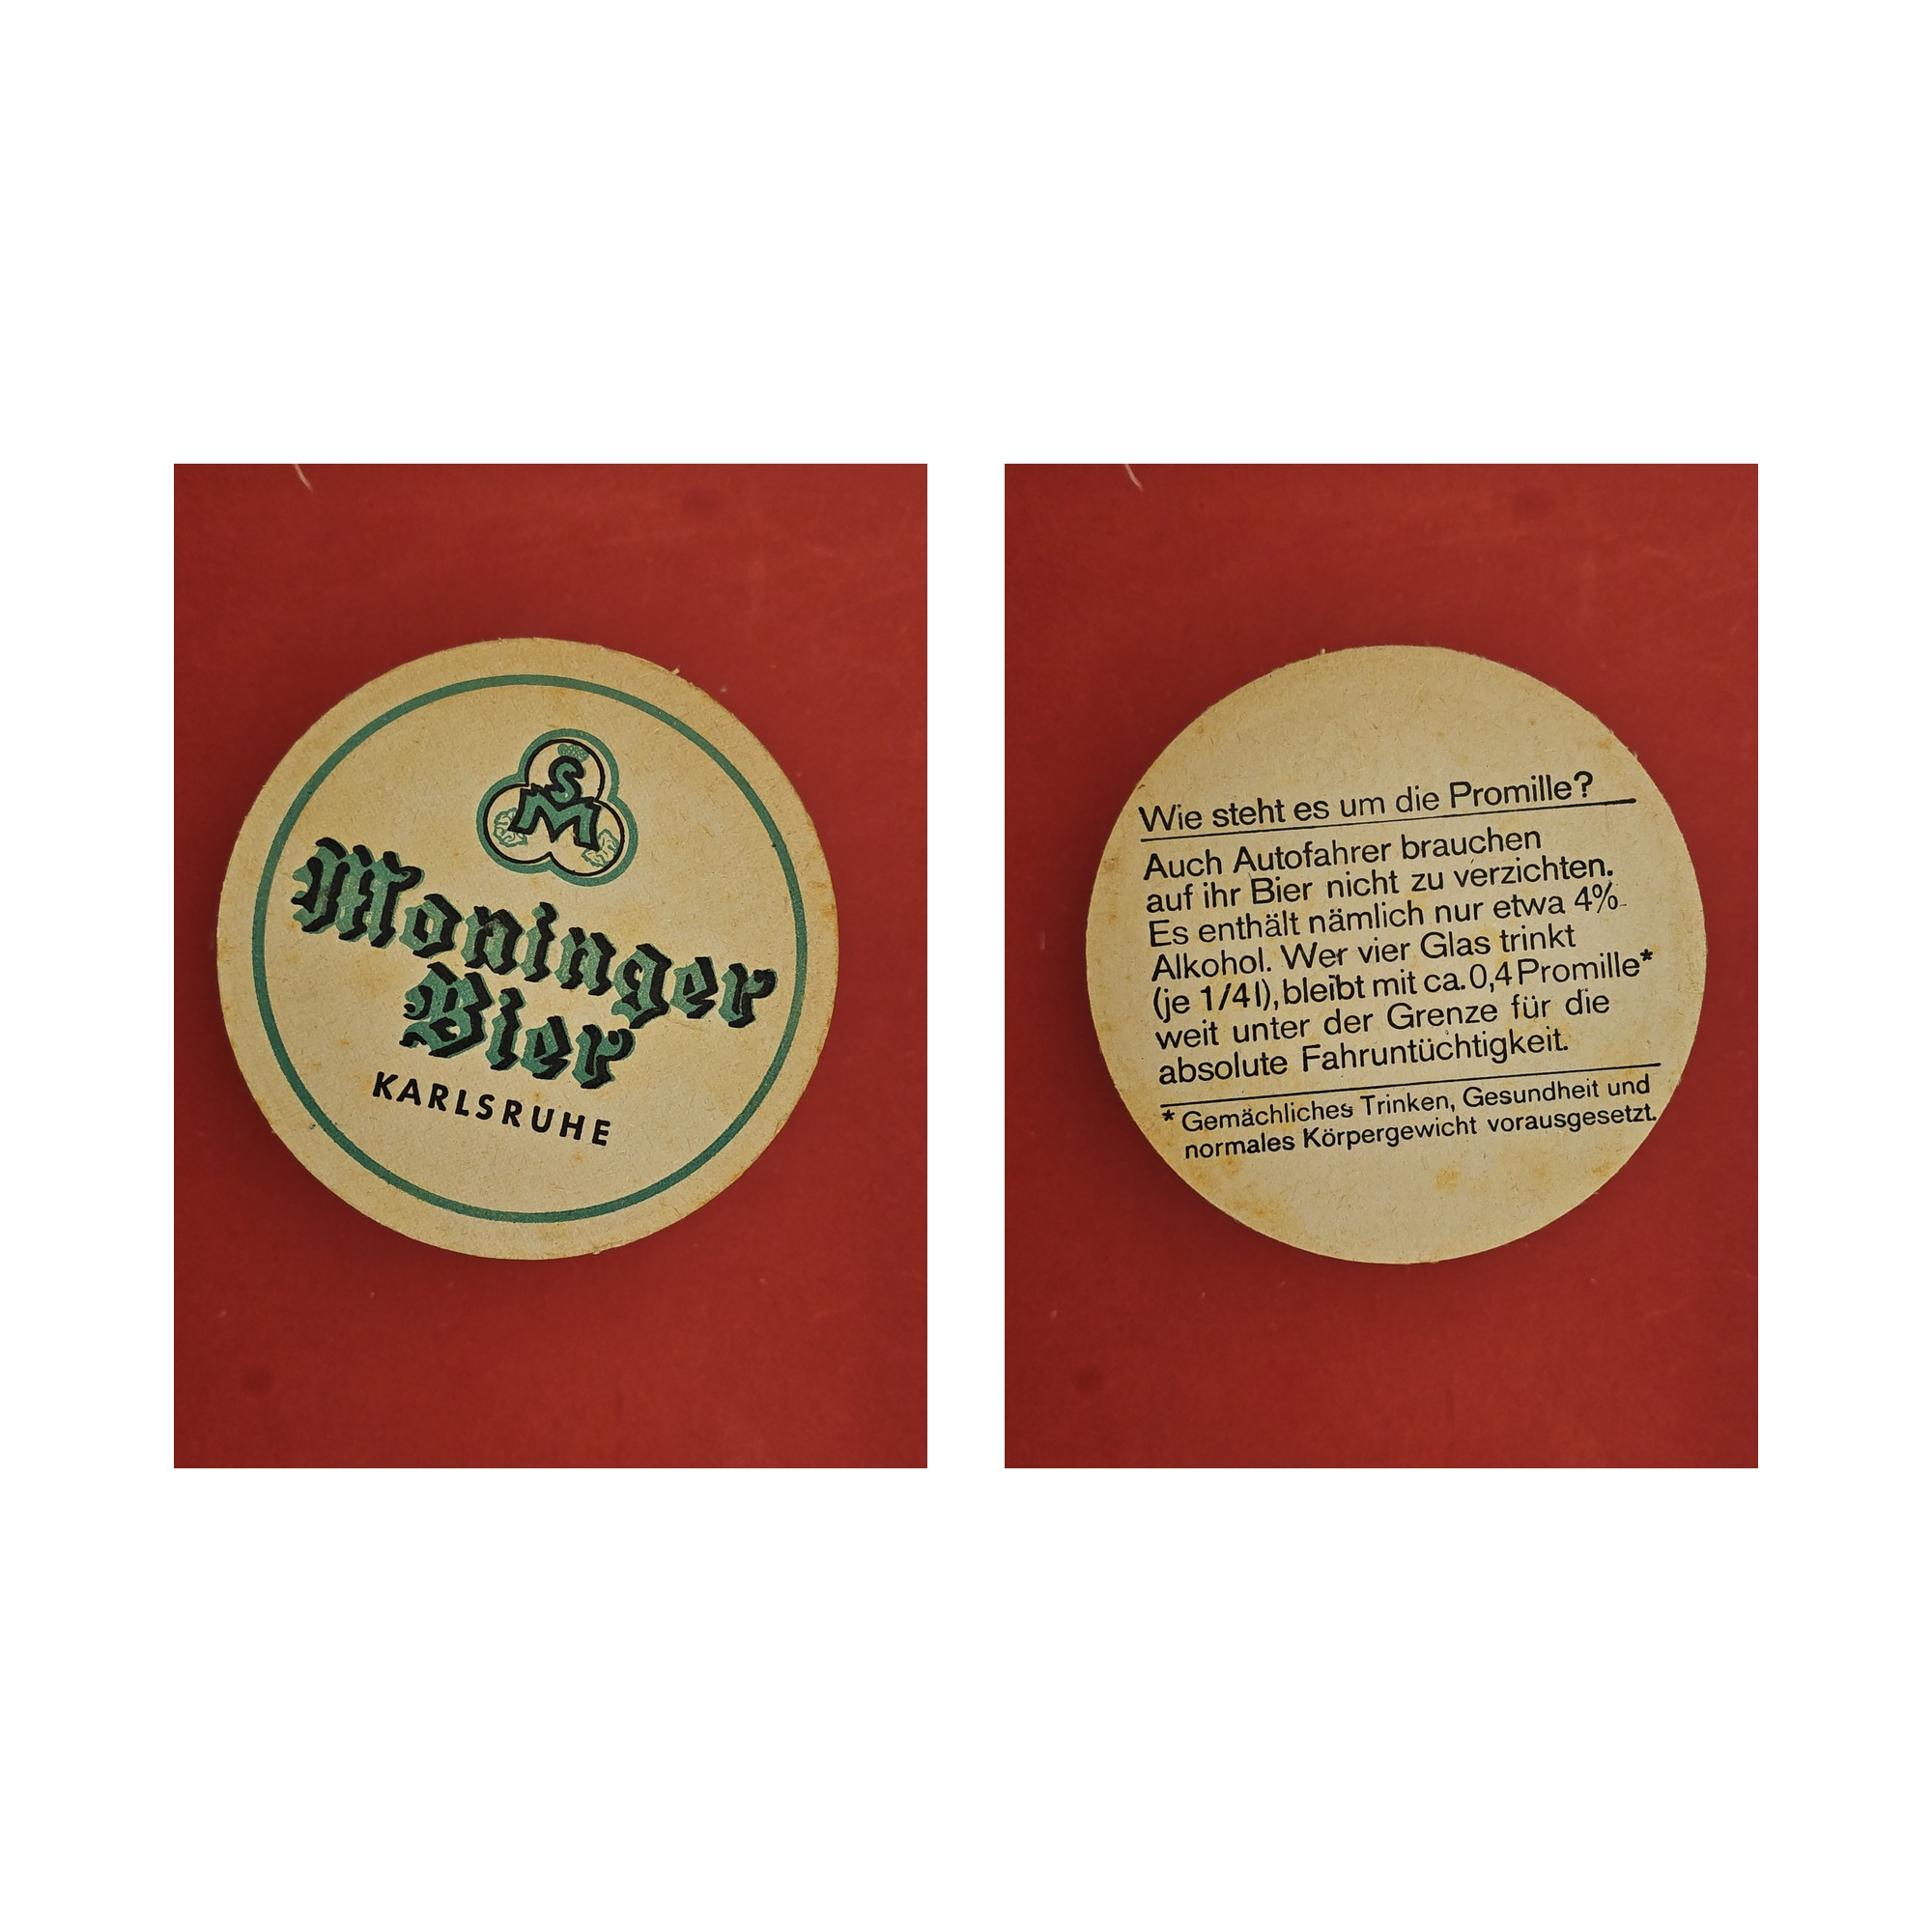 S
M
Moninger
Bier
KARLSRUHE
Wie steht es um die Promille?
Auch Autofahrer brauchen
auf ihr Bier nicht zu verzichten.
Es enthält nämlich nur etwa 4%
Alkohol. Wer vier Glas trinkt
(je 1/4 l), bleibt mit ca. 0,4 Promille*
weit unter der Grenze für die
absolute Fahruntüchtigkeit.
* Gemächliches Trinken, Gesundheit und
normales Körpergewicht vorausgesetzt.